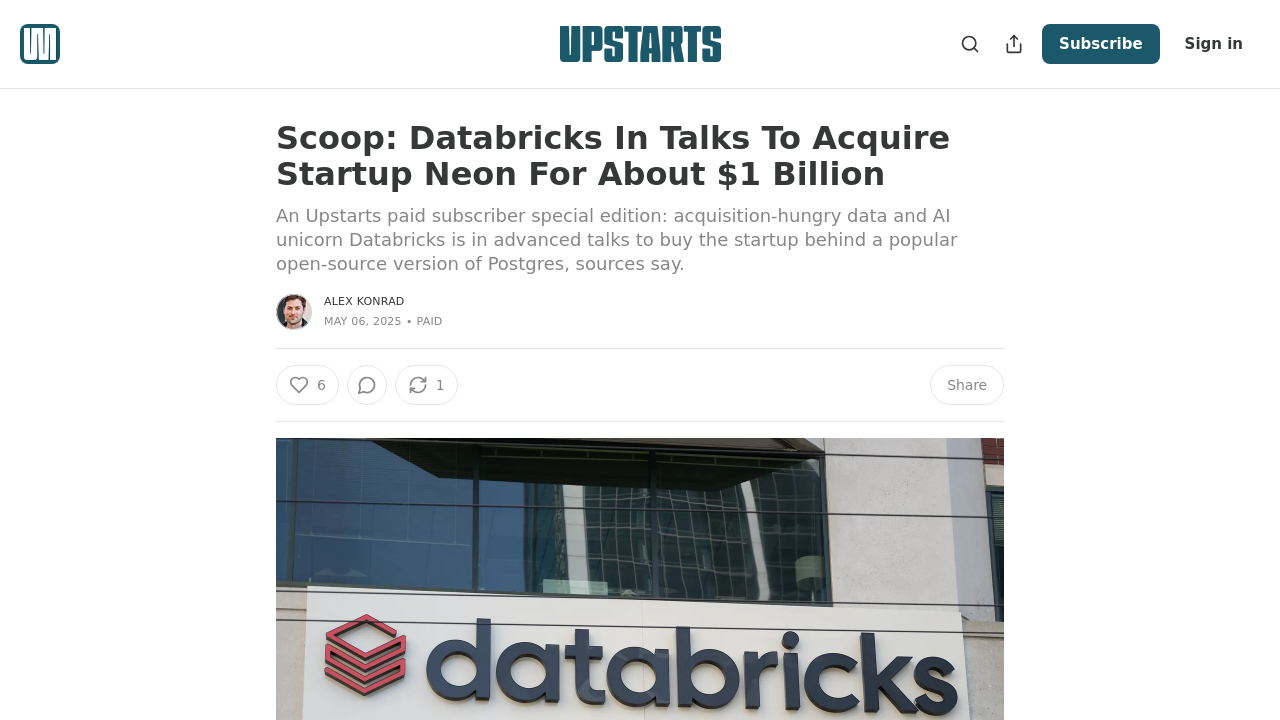 UPSTARTS
Subscribe
Sign in
Scoop: Databricks In Talks To Acquire
Startup Neon For About $1 Billion
An Upstarts paid subscriber special edition: acquisition-hungry data and AI
unicorn Databricks is in advanced talks to buy the startup behind a popular
open-source version of Postgres, sources say.
ALEX KONRAD
MAY 06, 2025 • PAID
6
1
Share
databricks